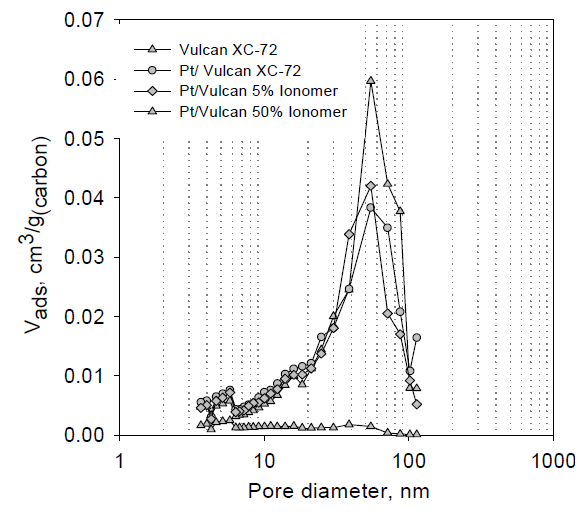 0.07
0.06
0.05
0.04
0.03
0.02
0.01
0.00
Vads, cm3/g(carbon)
Vulcan XC-72
Pt/ Vulcan XC-72
Pt/Vulcan 5% Ionomer
Pt/Vulcan 50% Ionomer
1 10 100 1000
Pore diameter, nm